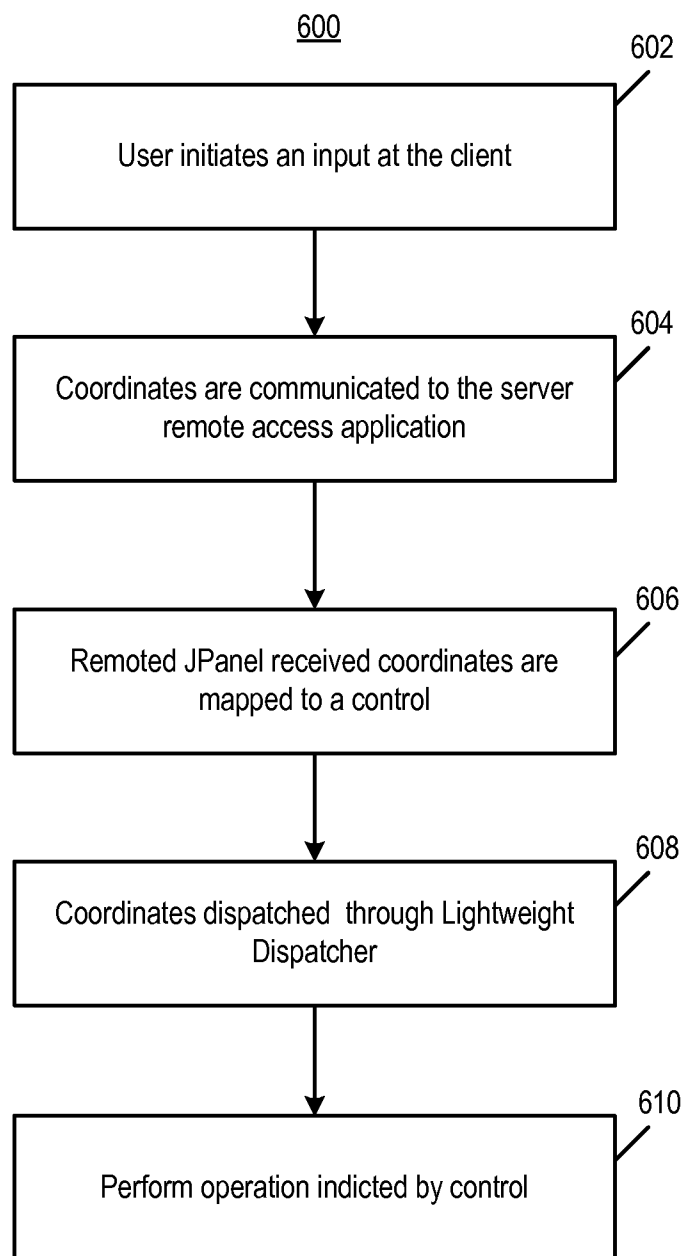 600
602
User initiates an input at the client
604
Coordinates are communicated to the server
remote access application
606
Remoted JPanel received coordinates are
mapped to a control
608
Coordinates dispatched  through Lightweight
Dispatcher
610
Perform operation indicted by control